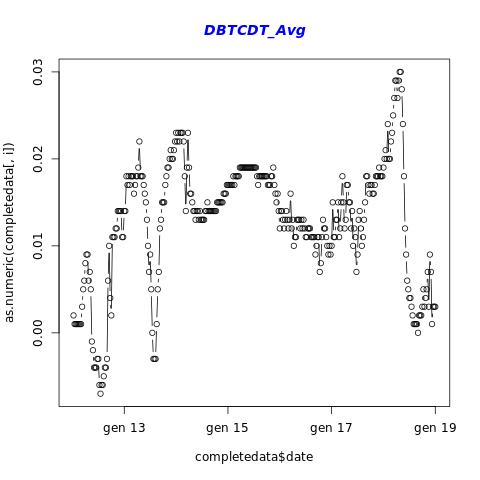 DBTCDT_Avg
as.numeric(completedata[, i])
0.03
0.02
0.01
0.00
gen 13
gen 15
gen 17
gen 19
completedata$date